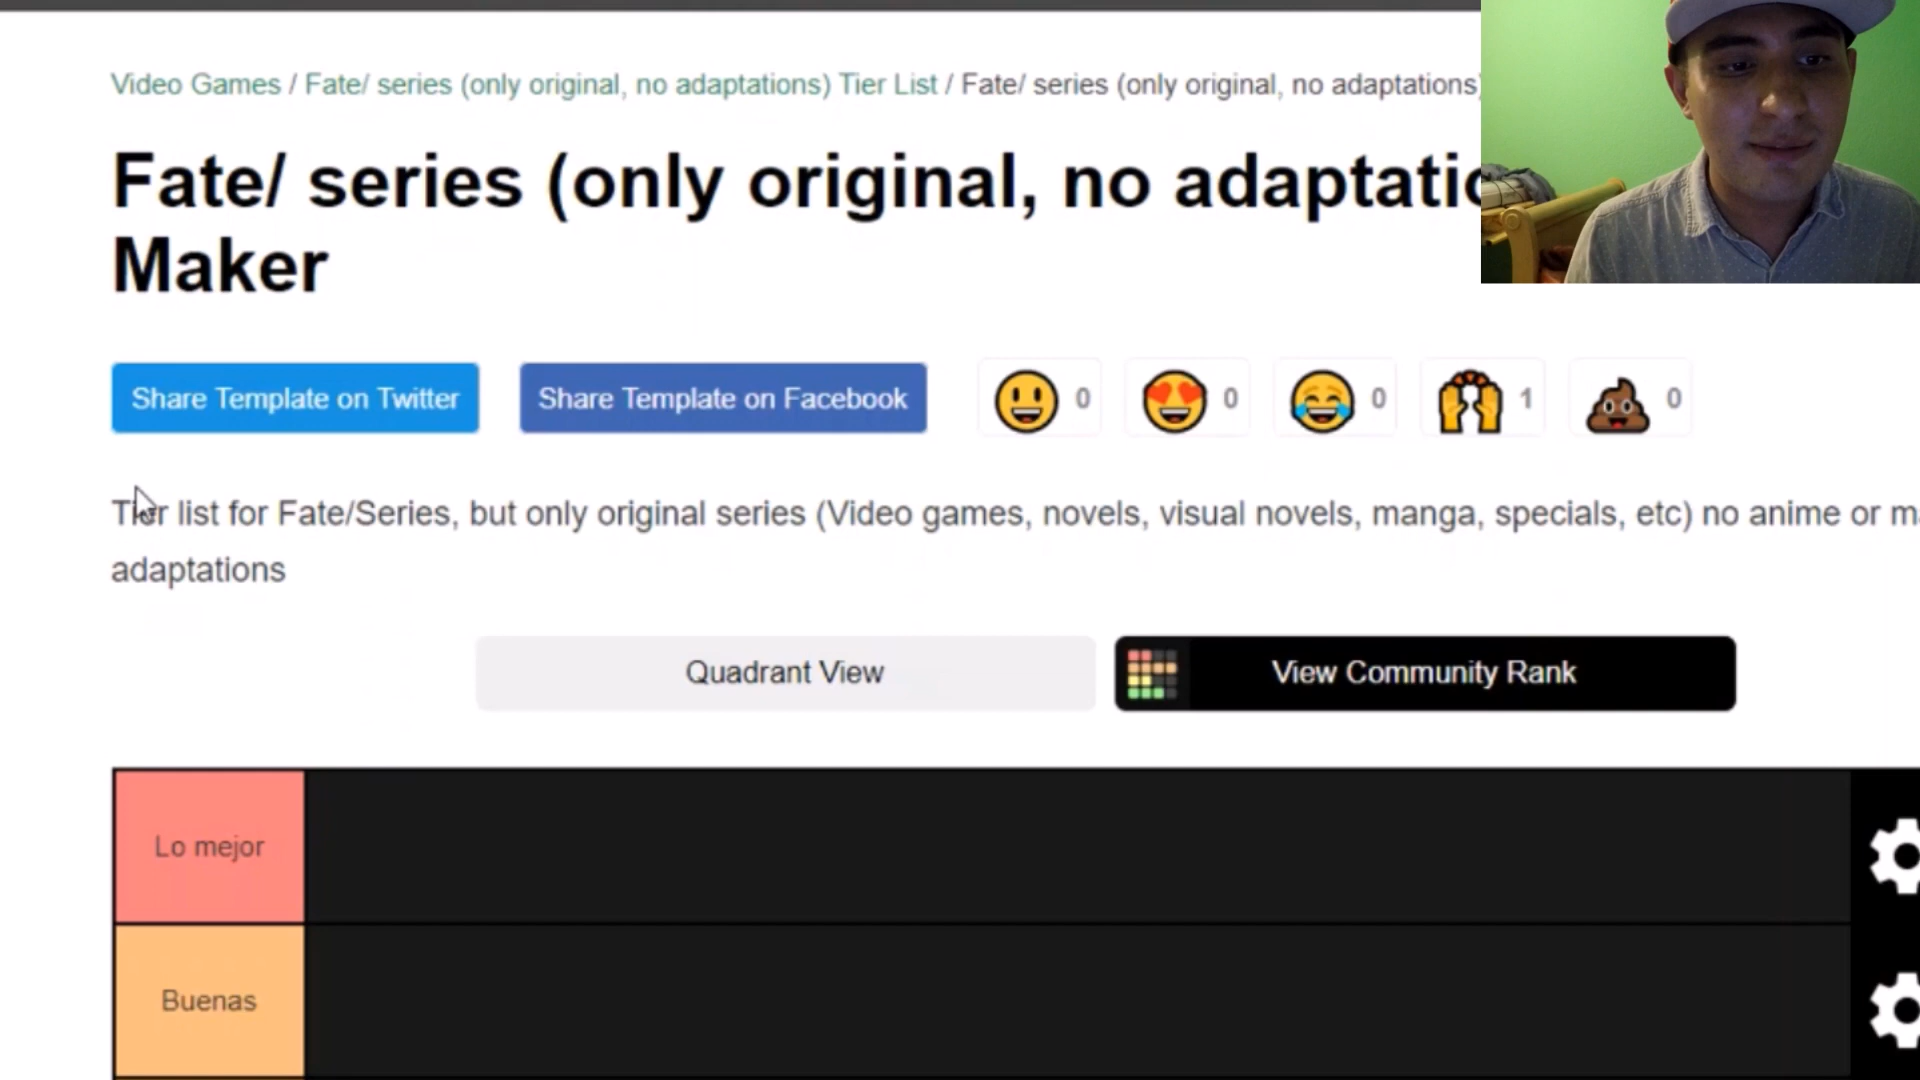 Video Games / Fate/ series (only original, no adaptations) Tier List / Fate/ series (only original, no adaptations)
Fate/ series (only original, no adaptatio
Maker
Share Template on Twitter
Share Template on Facebook
0
0
0
1
0
Tier list for Fate/Series, but only original series (Video games, novels, visual novels, manga, specials, etc) no anime or m
adaptations
Quadrant View
View Community Rank
Lo mejor
Buenas